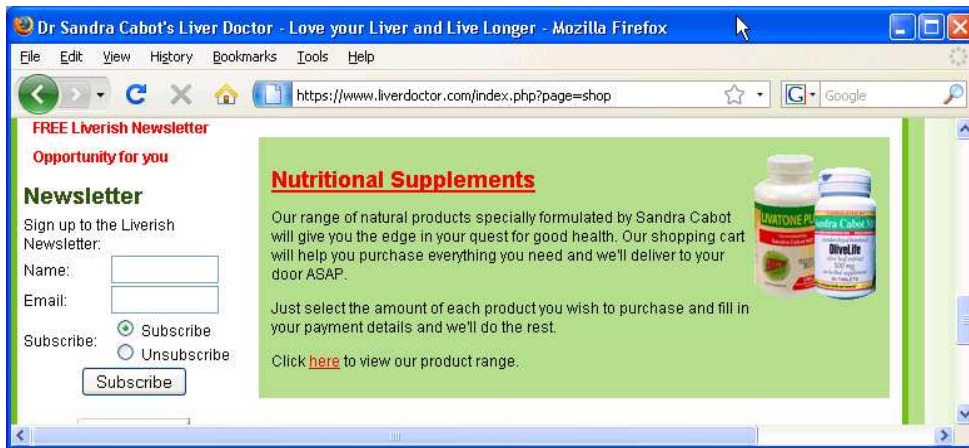 Dr Sandra Cabot's Liver Doctor - Love your Liver and Live Longer - Mozilla Firefox
File Edit View History Bookmarks Tools Help
https://www.liverdoctor.com/index.php?page=shop
Google
FREE Liverish Newsletter
Opportunity for you
Newsletter
Sign up to the Liverish
Newsletter:
Name:
Email:
Subscribe:
Subscribe
Unsubscribe
Subscribe
Nutritional Supplements
Our range of natural products specially formulated by Sandra Cabot
will give you the edge in your quest for good health. Our shopping cart
will help you purchase everything you need and we'll deliver to your
door ASAP.
Just select the amount of each product you wish to purchase and fill in
your payment details and we'll do the rest.
Click here to view our product range.
LIVATONE PL
Sandra Cabot
OliveLife
500 mg